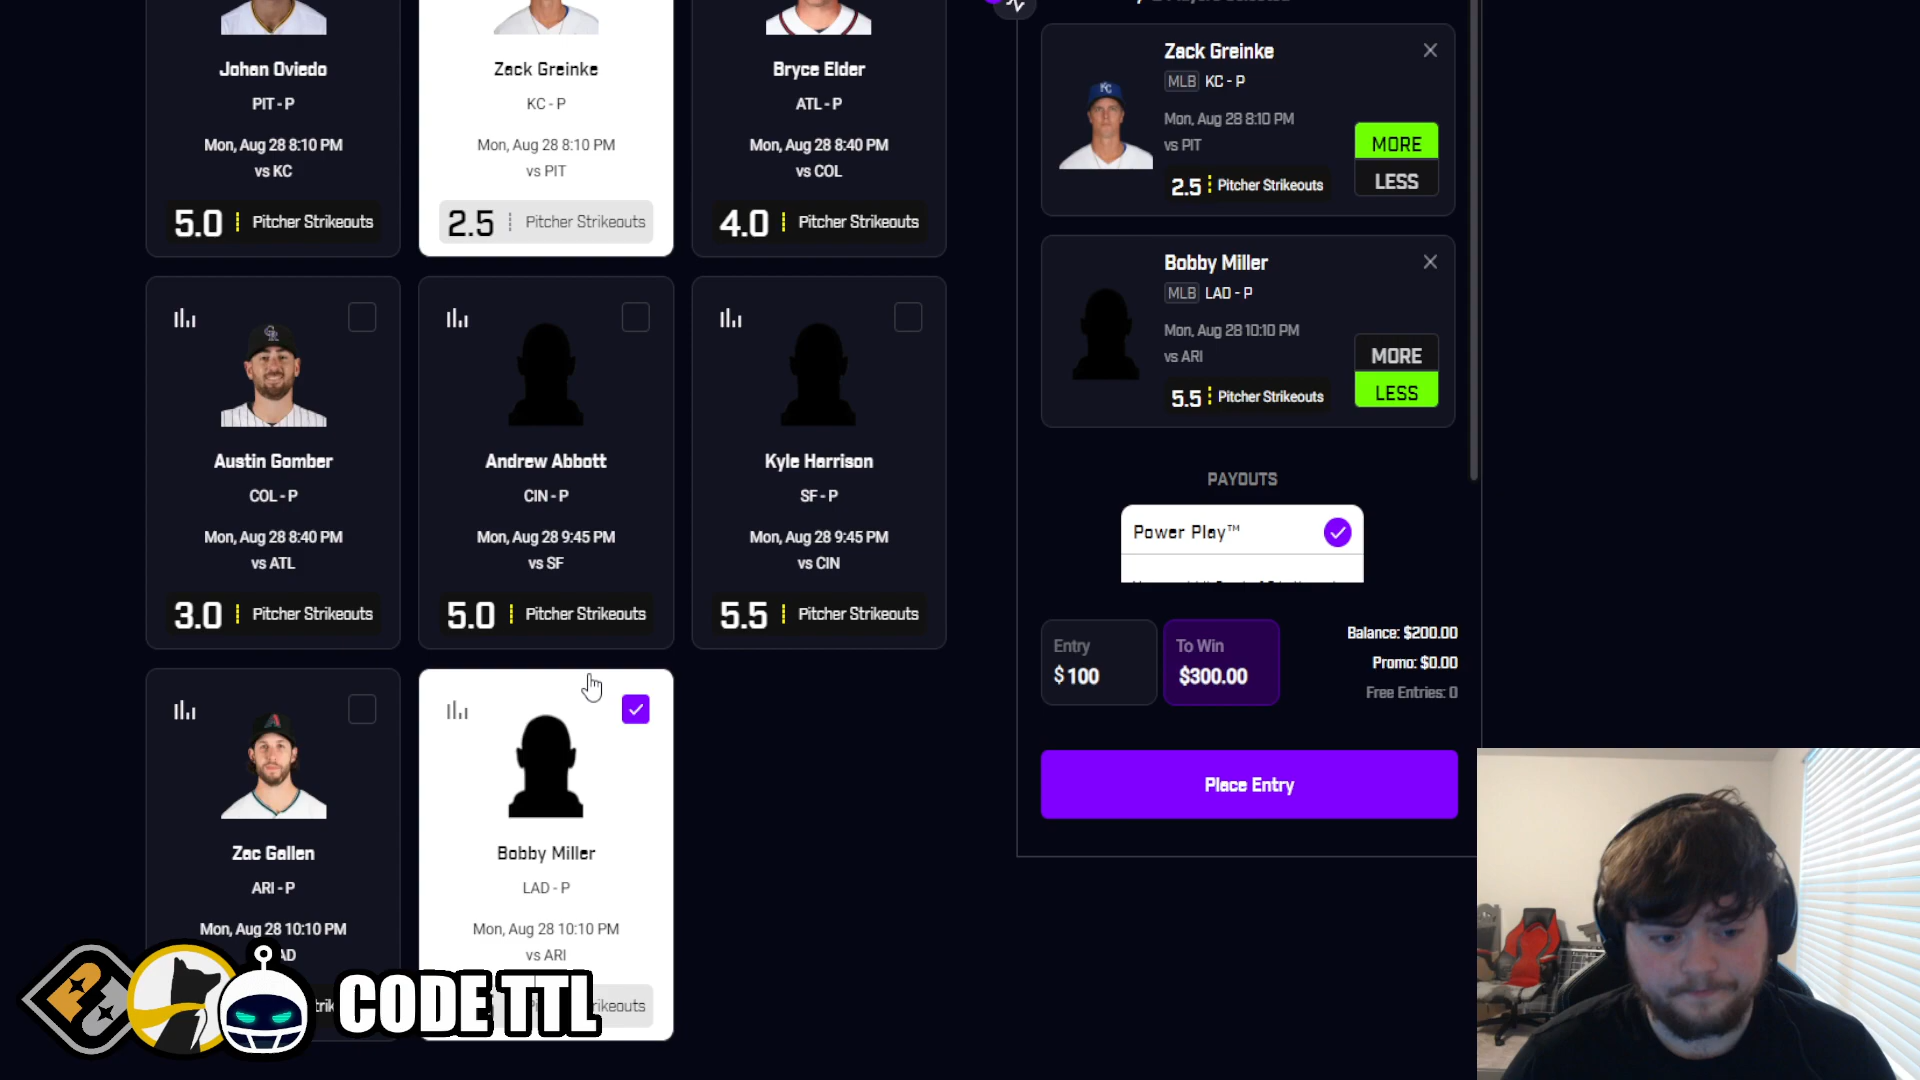 Johan Oviedo
PIT - P
Mon, Aug 28 8:10 PM
vs KC
5.0 Pitcher Strikeouts
Zack Greinke
KC - P
Mon, Aug 28 8:10 PM
vs PIT
2.5 Pitcher Strikeouts
Bryce Elder
ATL - P
Mon, Aug 28 8:40 PM
vs COL
4.0 Pitcher Strikeouts
Austin Gomber
COL - P
Mon, Aug 28 8:40 PM
vs ATL
3.0 Pitcher Strikeouts
Andrew Abbott
CIN - P
Mon, Aug 28 9:45 PM
vs SF
5.0 Pitcher Strikeouts
Kyle Harrison
SF - P
Mon, Aug 28 9:45 PM
vs CIN
5.5 Pitcher Strikeouts
Zac Gallen
ARI - P
Mon, Aug 28 10:10 PM
Bobby Miller
LAD - P
Mon, Aug 28 10:10 PM
vs ARI
CODE TTL
Zack Greinke
MLB KC - P
Mon, Aug 28 8:10 PM
vs PIT
2.5 Pitcher Strikeouts
MORE
LESS
Bobby Miller
MLB LAD - P
Mon, Aug 28 10:10 PM
vs ARI
5.5 Pitcher Strikeouts
MORE
LESS
PAYOUTS
Power Play™
Entry
$ 100
To Win
$300.00
Balance: $200.00
Promo: $0.00
Free Entries: 0
Place Entry